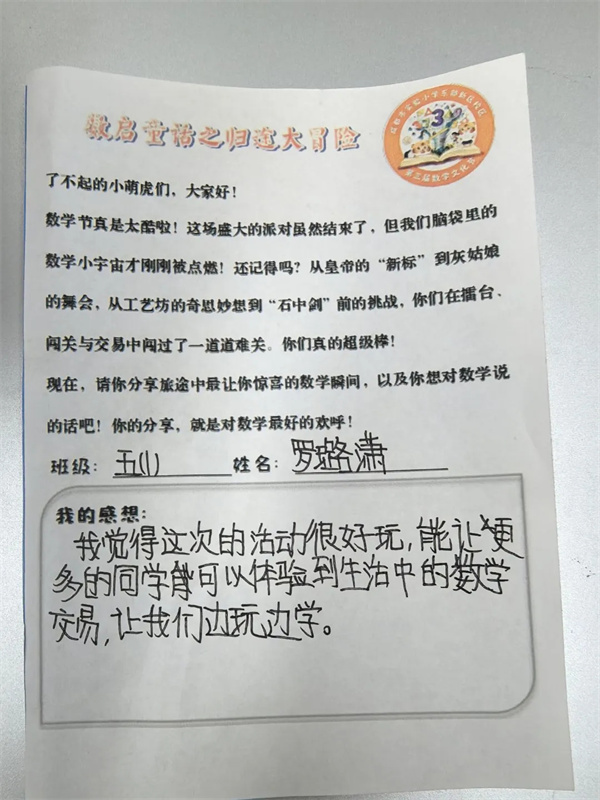 数启童话之归途大冒险
了不起的小萌虎们，大家好！
数学节真是太酷啦！这场盛大的派对虽然结束了，但我们脑袋里的
数学小宇宙才刚刚被点燃！还记得吗？从皇帝的“新标”到灰姑娘
的舞会，从工艺坊的奇思妙想到“石中剑”前的挑战，你们在擂台、
闯关与交易中闯过了一道道难关。你们真的超级棒！
现在，请你分享旅途中最让你惊喜的数学瞬间，以及你想对数学说
的话吧！你的分享，就是对数学最好的欢呼！
班级：五(1) 姓名：罗璐潇
我的感想：
我觉得这次的活动很好玩，能让更
多的同学可以体验到生活中的数学
交易，让我们边玩边学。